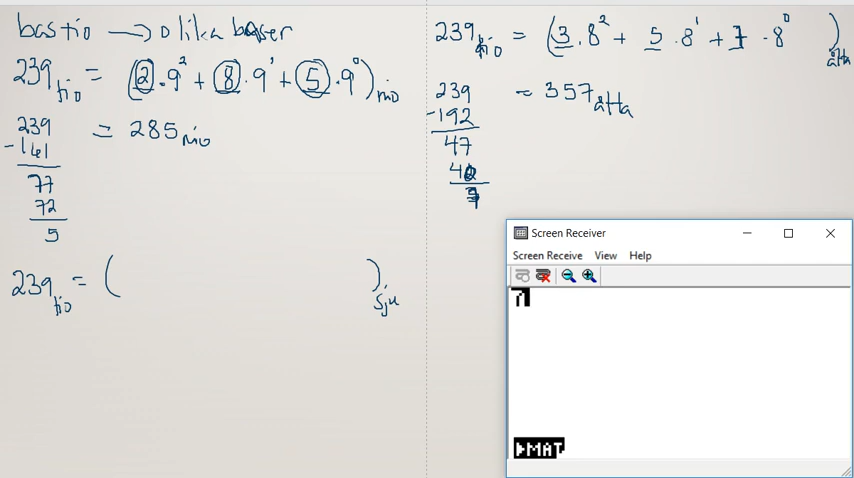 bas tio → olika baser
239tio = (2·9² + 8·9¹ + 5·9⁰)nio
239 = 285nio
-161
77
72
5
239tio = ( )sju
239tio = (3·8² + 5·8¹ + 7·8⁰)åtta
239 = 357åtta
-192
47
40
7
Screen Receiver
Screen Receive View Help
▶MAT